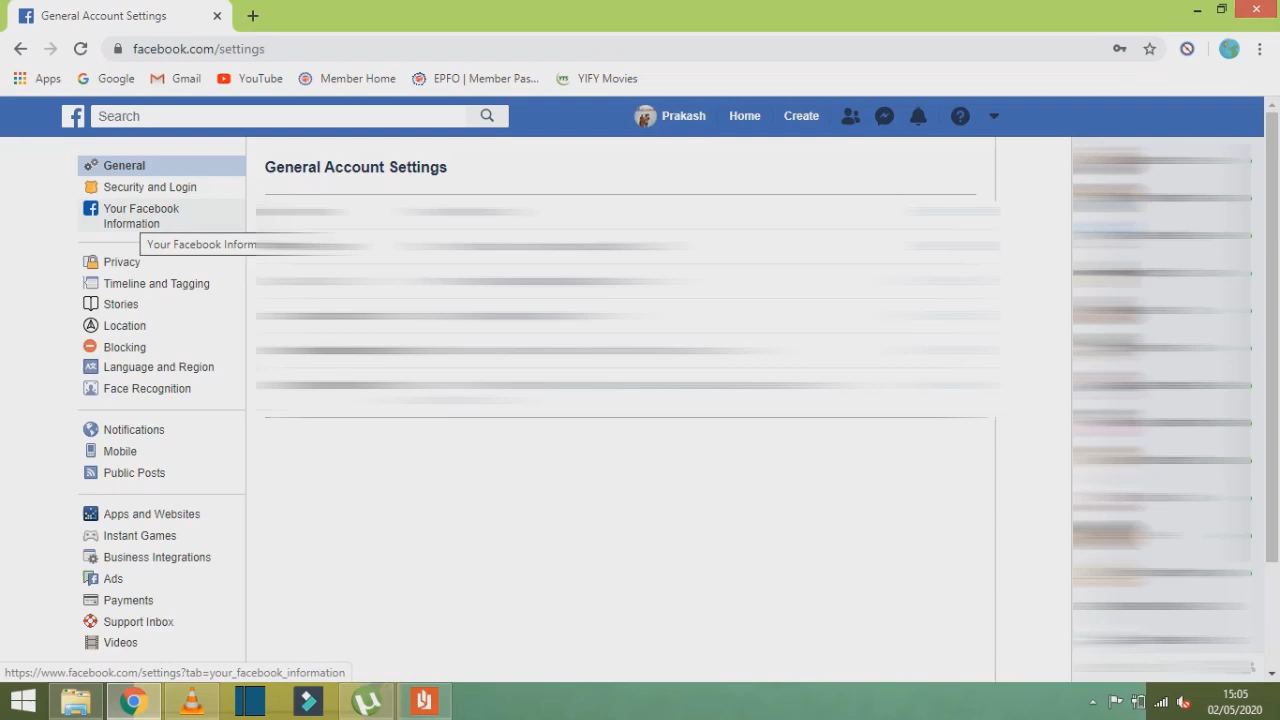 General Account Settings
facebook.com/settings
Apps Google Gmail YouTube Member Home EPFO | Member Pas... YIFY Movies
Search Prakash Home Create
General
Security and Login
Your Facebook
Information
Your Facebook Inform
Privacy
Timeline and Tagging
Stories
Location
Blocking
Language and Region
Face Recognition
Notifications
Mobile
Public Posts
Apps and Websites
Instant Games
Business Integrations
Ads
Payments
Support Inbox
Videos
General Account Settings
https://www.facebook.com/settings?tab=your_facebook_information
15:05
02/05/2020